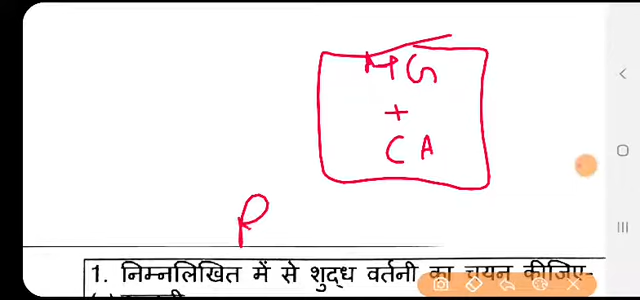 MG
+
CA
P
1. निम्नलिखित में से शुद्ध वर्तनी का चयन कीजिए-